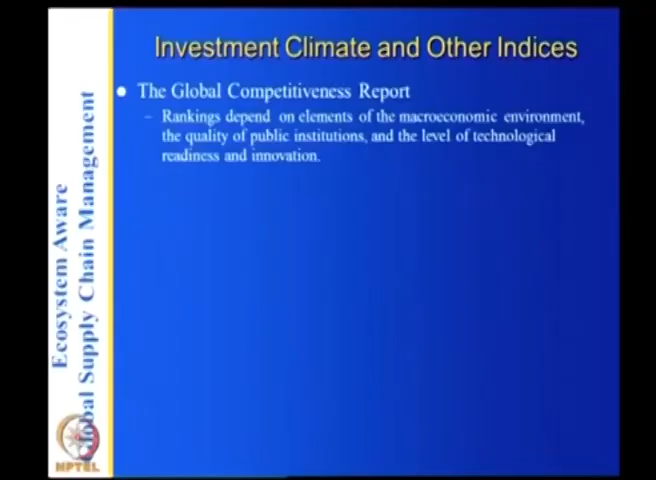 Investment Climate and Other Indices
The Global Competitiveness Report
– Rankings depend on elements of the macroeconomic environment,
the quality of public institutions, and the level of technological
readiness and innovation.
Ecosystem Aware
Global Supply Chain Management
NPTEL